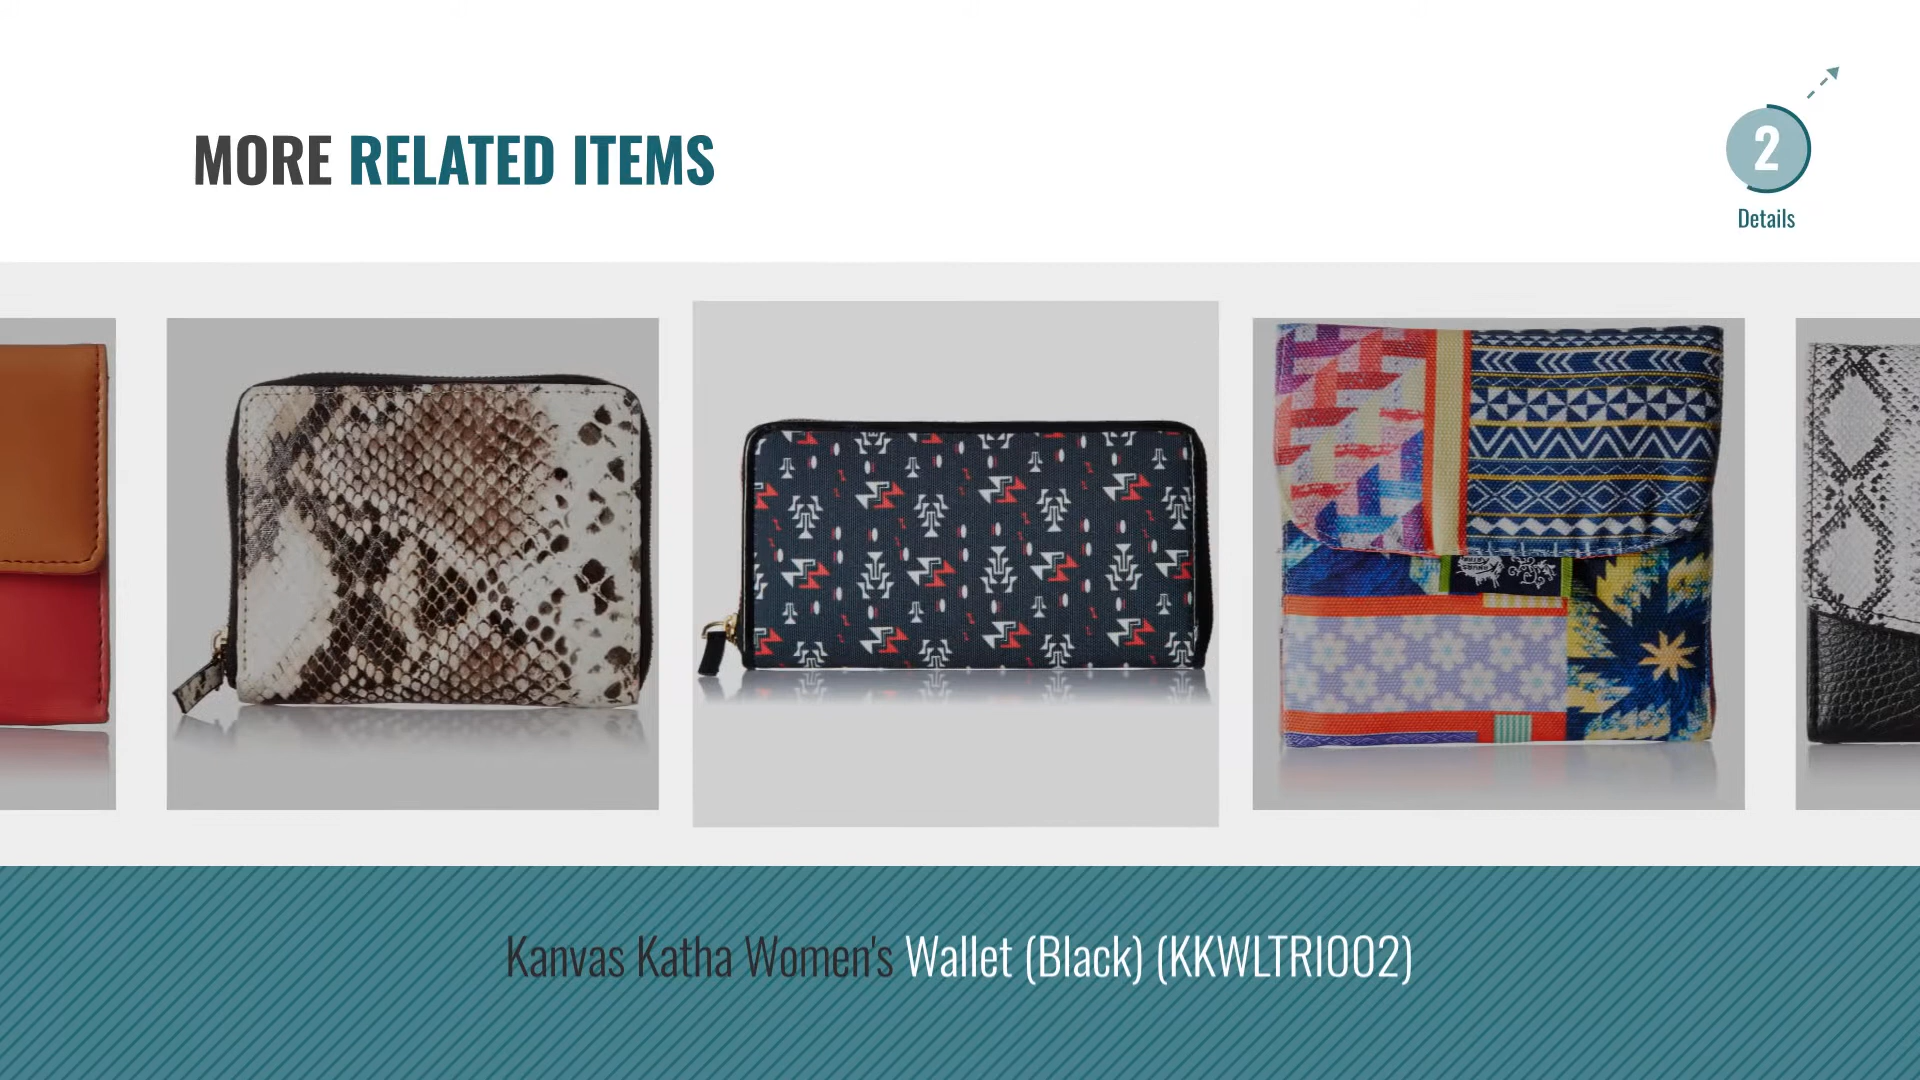 MORE RELATED ITEMS
2
Details
Kanvas Katha Women's Wallet (Black) (KKWLTRI002)